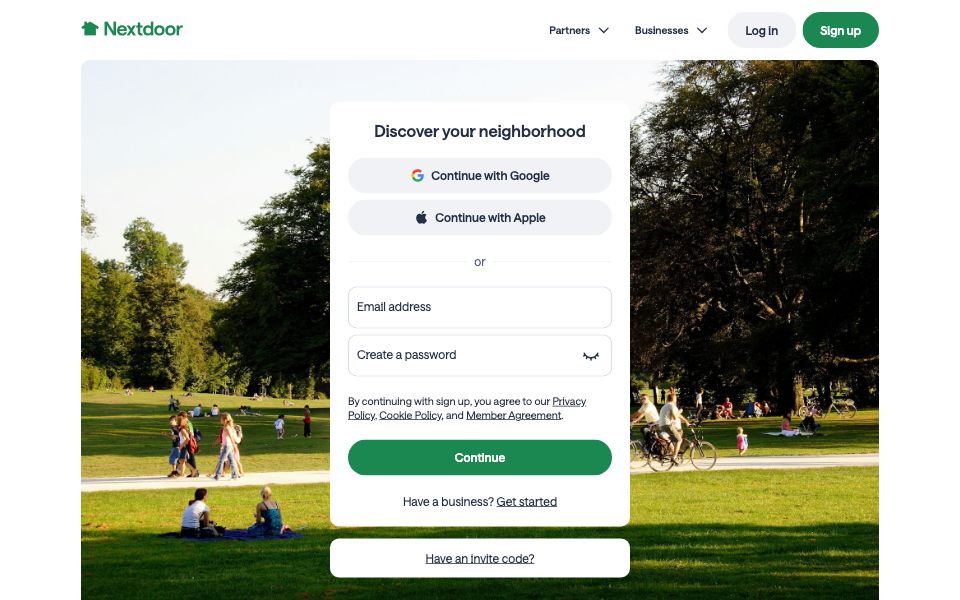 Nextdoor
Partners
Businesses
Log in
Sign up
Discover your neighborhood
Continue with Google
Continue with Apple
or
Email address
Create a password
By continuing with sign up, you agree to our Privacy
Policy, Cookie Policy, and Member Agreement.
Continue
Have a business? Get started
Have an invite code?